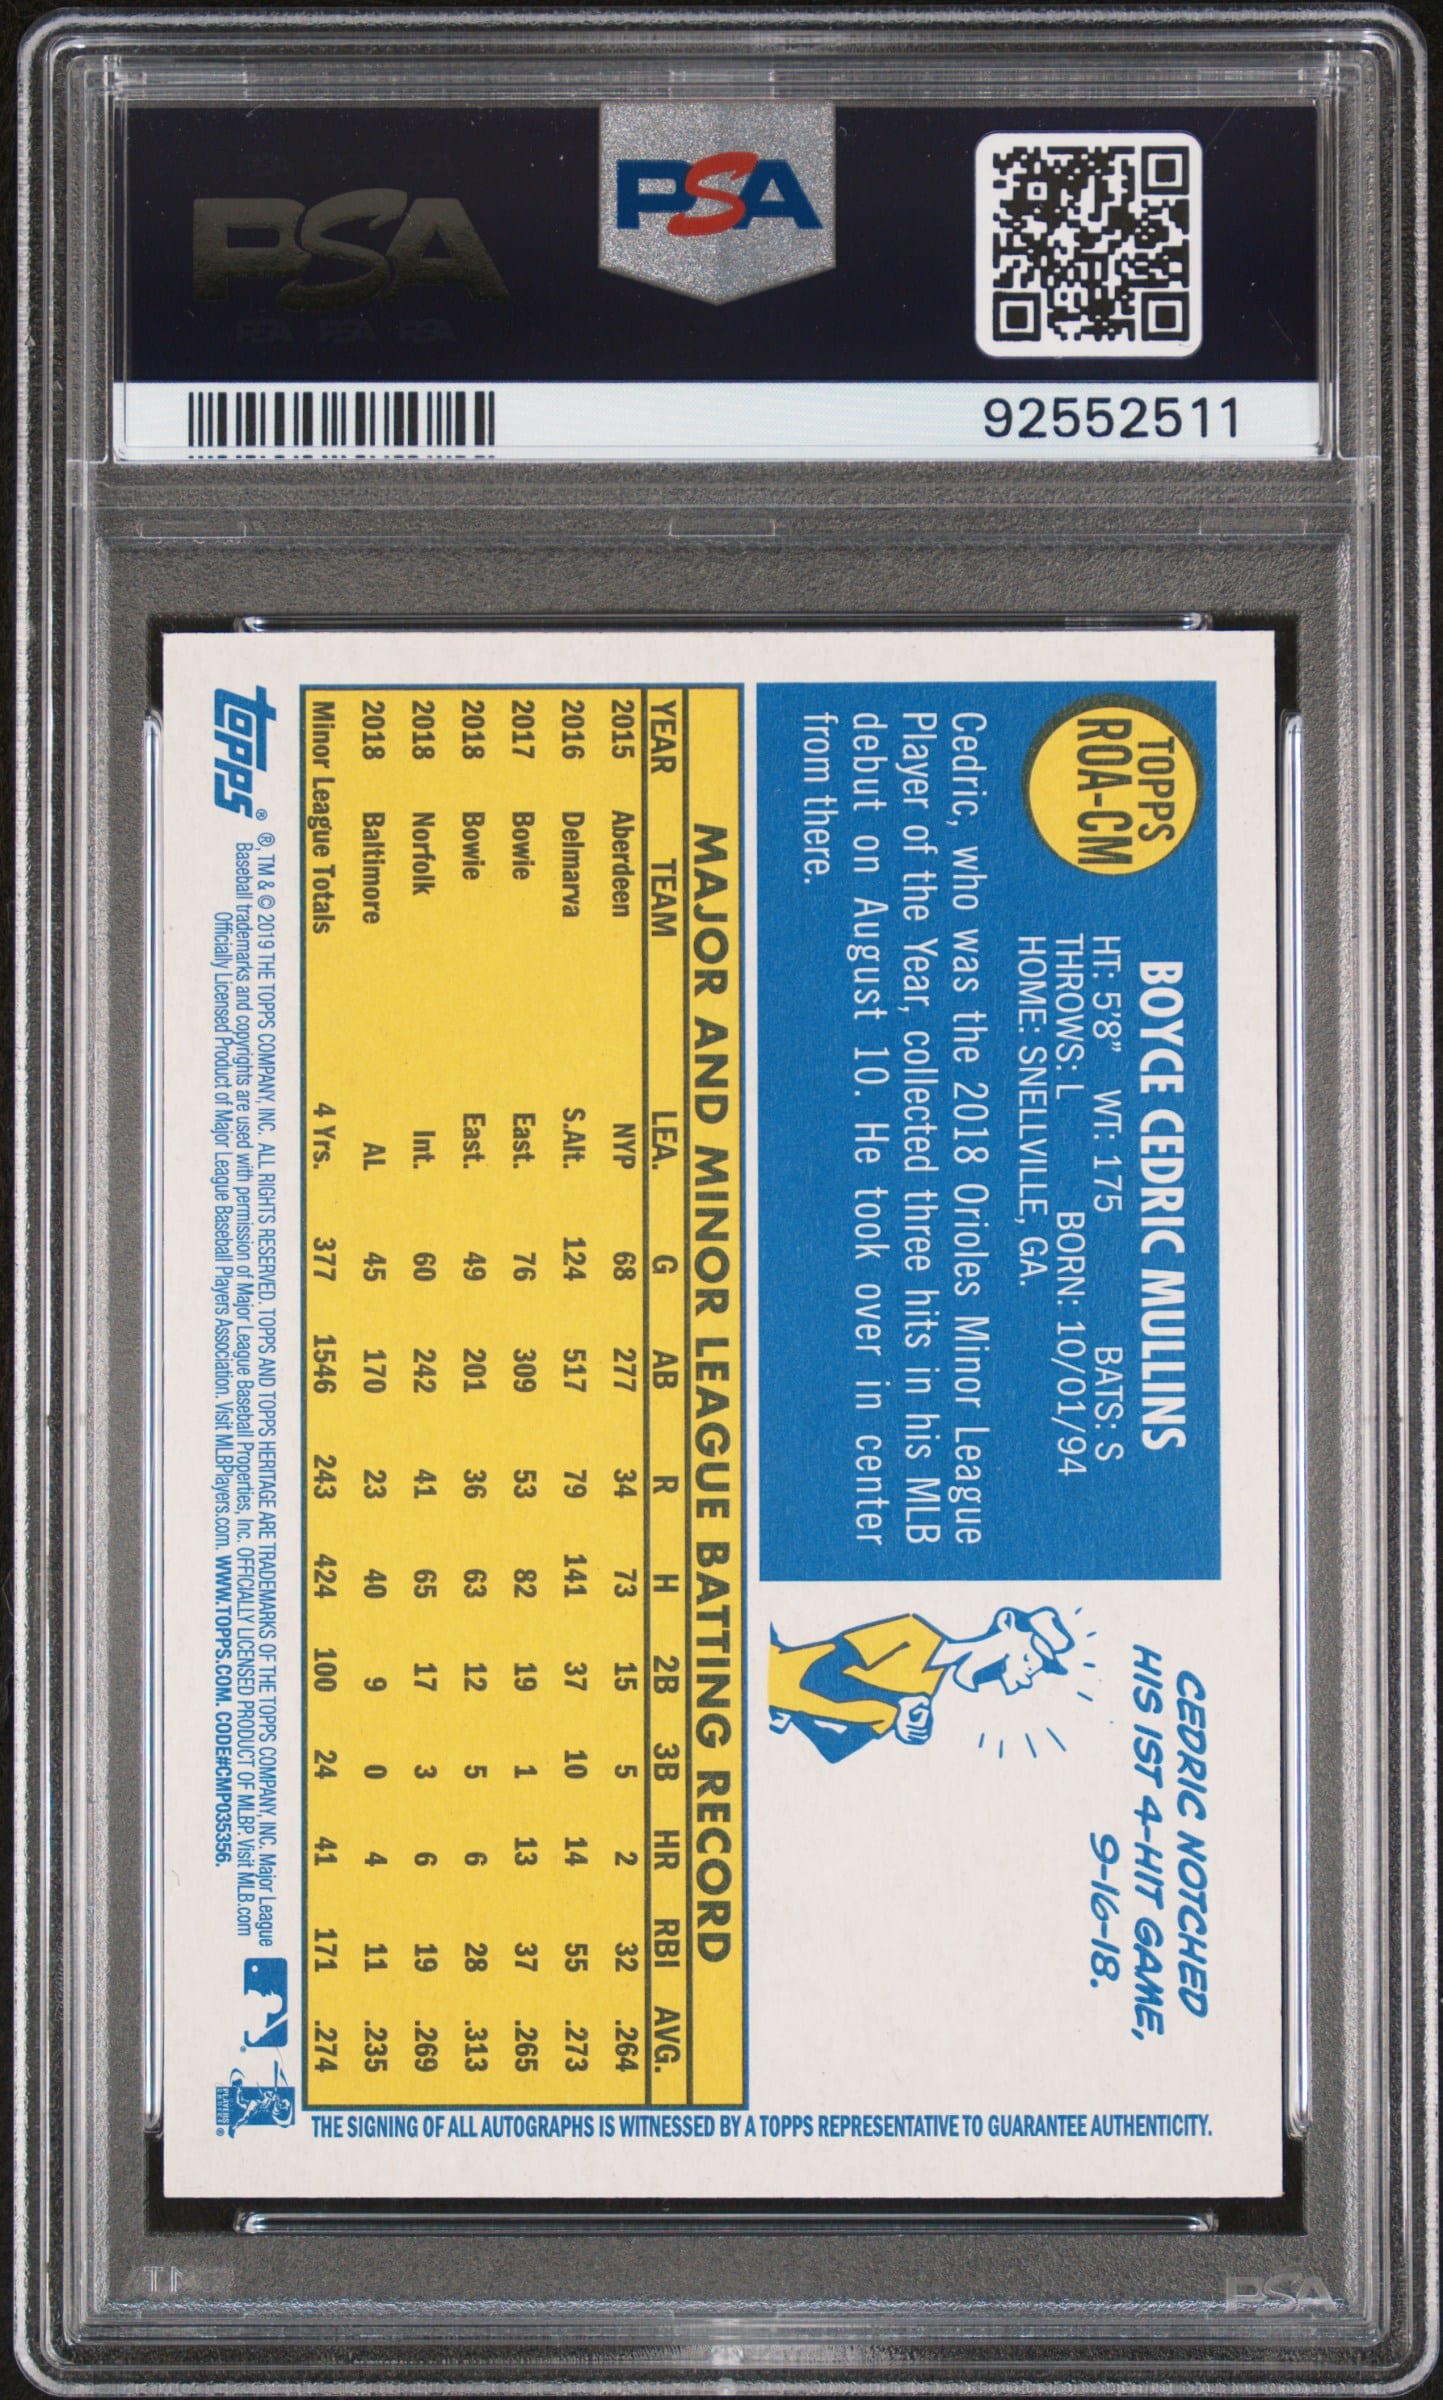 PSA
PSA
PSA PSA PSA
92552511
TOPPS
ROA-CM
BOYCE CEDRIC MULLINS
HT: 5'8" WT: 175 BATS: S
THROWS: L BORN: 10/01/94
HOME: SNELLVILLE, GA.
Cedric, who was the 2018 Orioles Minor League
Player of the Year, collected three hits in his MLB
debut on August 10. He took over in center
from there.
CEDRIC NOTCHED
HIS 1ST 4-HIT GAME,
9-16-18.
MAJOR AND MINOR LEAGUE BATTING RECORD
YEAR TEAM LEA. G AB R H 2B 3B HR RBI AVG.
2015 Aberdeen NYP 68 277 34 73 15 5 2 32 .264
2016 Delmarva S.Alt. 124 517 79 141 37 10 14 55 .273
2017 Bowie East. 76 309 53 82 19 1 13 37 .265
2018 Bowie East. 49 201 36 63 12 5 6 28 .313
2018 Norfolk Int. 60 242 41 65 17 3 6 19 .269
2018 Baltimore AL 45 170 23 40 9 0 4 11 .235
Minor League Totals 4 Yrs. 377 1546 243 424 100 24 41 171 .274
THE SIGNING OF ALL AUTOGRAPHS IS WITNESSED BY A TOPPS REPRESENTATIVE TO GUARANTEE AUTHENTICITY.
topps®
®, TM & © 2019 THE TOPPS COMPANY, INC. ALL RIGHTS RESERVED. TOPPS AND TOPPS HERITAGE ARE TRADEMARKS OF THE TOPPS COMPANY, INC. Major League
Baseball trademarks and copyrights are used with permission of Major League Baseball Properties, Inc. OFFICIALLY LICENSED PRODUCT OF MLBP. Visit MLB.com
Officially Licensed Product of Major League Baseball Players Association. Visit MLBPlayers.com. WWW.TOPPS.COM. CODE#CMP035356.
PLAYERS
CHOICE
PSA